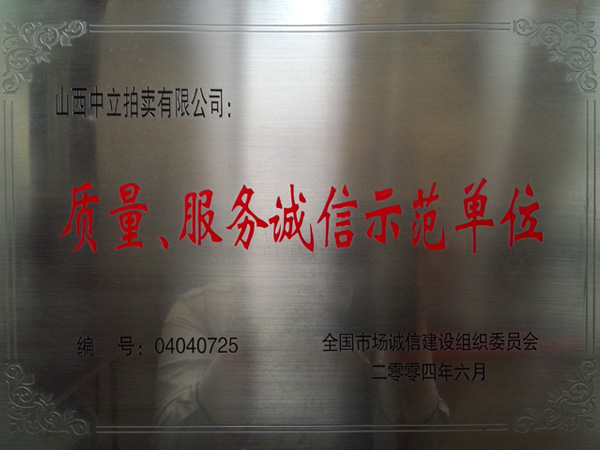 山西中立拍卖有限公司：
质量、服务诚信示范单位
编 号：04040725
全国市场诚信建设组织委员会
二零零四年六月